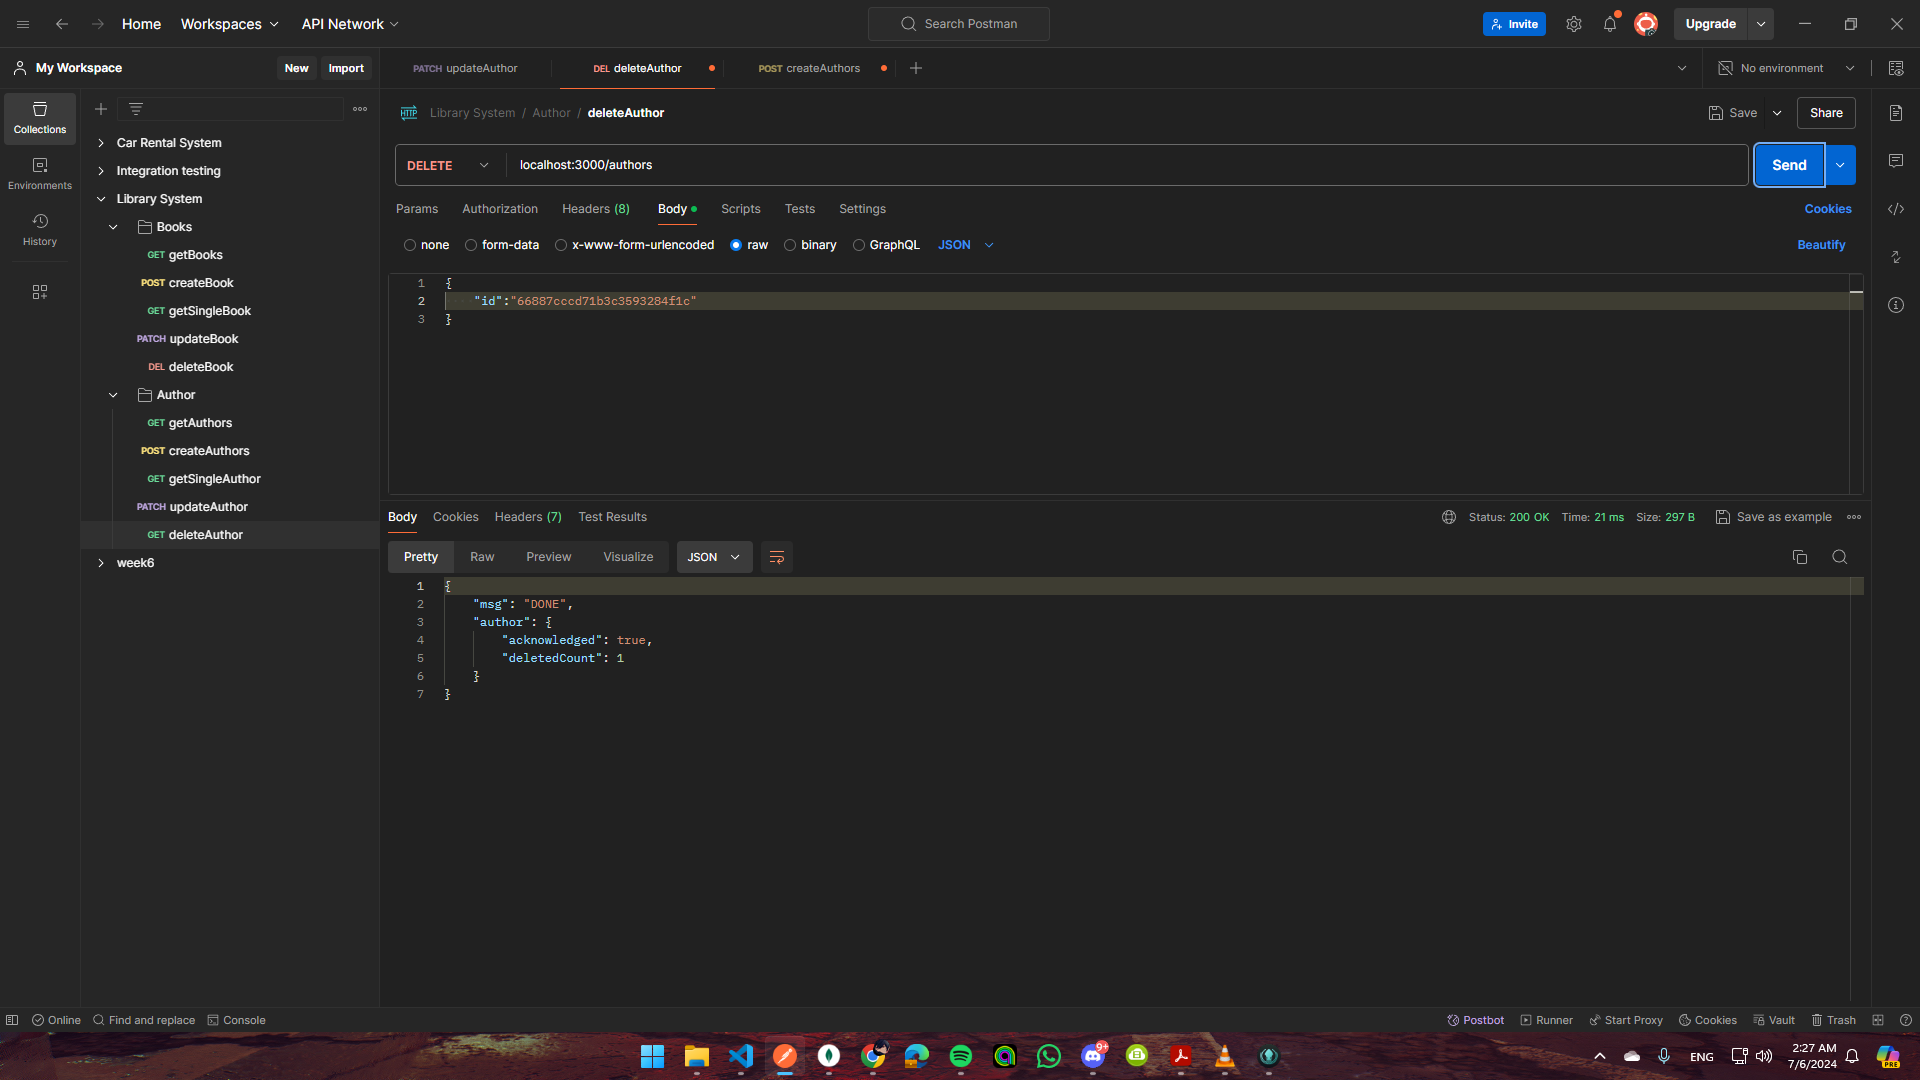 Home
Workspaces
API Network
Search Postman
Invite
Upgrade
My Workspace
New
Import
PATCH updateAuthor
DEL deleteAuthor
POST createAuthors
No environment
Collections
Environments
History
Car Rental System
Integration testing
Library System
Books
GET getBooks
POST createBook
GET getSingleBook
PATCH updateBook
DEL deleteBook
Author
GET getAuthors
POST createAuthors
GET getSingleAuthor
PATCH updateAuthor
GET deleteAuthor
week6
HTTP Library System / Author / deleteAuthor
Save
Share
DELETE
localhost:3000/authors
Send
Params Authorization Headers (8) Body Scripts Tests Settings
Cookies
none form-data x-www-form-urlencoded raw binary GraphQL JSON
Beautify
1 {
2 "id":"66887cccd71b3c3593284f1c"
3 }
Body Cookies Headers (7) Test Results
Status: 200 OK Time: 21 ms Size: 297 B
Save as example
Pretty Raw Preview Visualize JSON
1 {
2 "msg": "DONE",
3 "author": {
4 "acknowledged": true,
5 "deletedCount": 1
6 }
7 }
Online Find and replace Console
Postbot Runner Start Proxy Cookies Vault Trash
9+
ENG
2:27 AM
7/6/2024
PRE